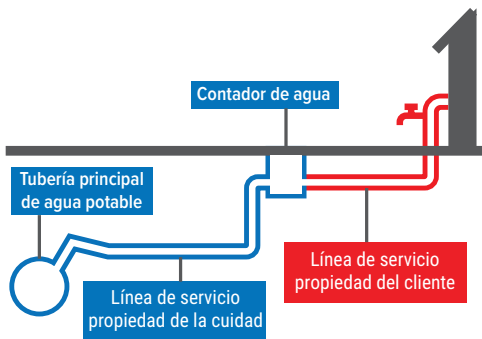 Contador de agua
Tubería principal
de agua potable
Línea de servicio
propiedad del cliente
Línea de servicio
propiedad de la cuidad